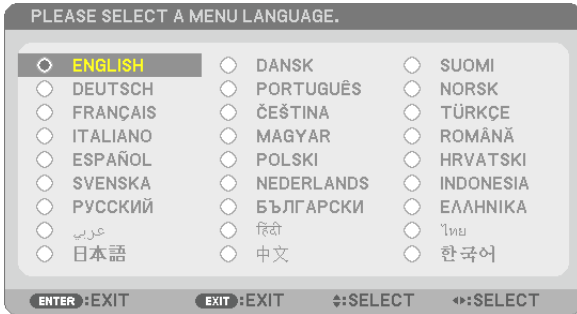 PLEASE SELECT A MENU LANGUAGE.
ENGLISH DANSK SUOMI
DEUTSCH PORTUGUÊS NORSK
FRANÇAIS ČEŠTINA TÜRKÇE
ITALIANO MAGYAR ROMÂNĂ
ESPAÑOL POLSKI HRVATSKI
SVENSKA NEDERLANDS INDONESIA
РУССКИЙ БЪЛГАРСКИ ΕΛΛΗΝΙΚΑ
عربي हिंदी ไทย
日本語 中文 한국어
ENTER :EXIT EXIT :EXIT :SELECT :SELECT